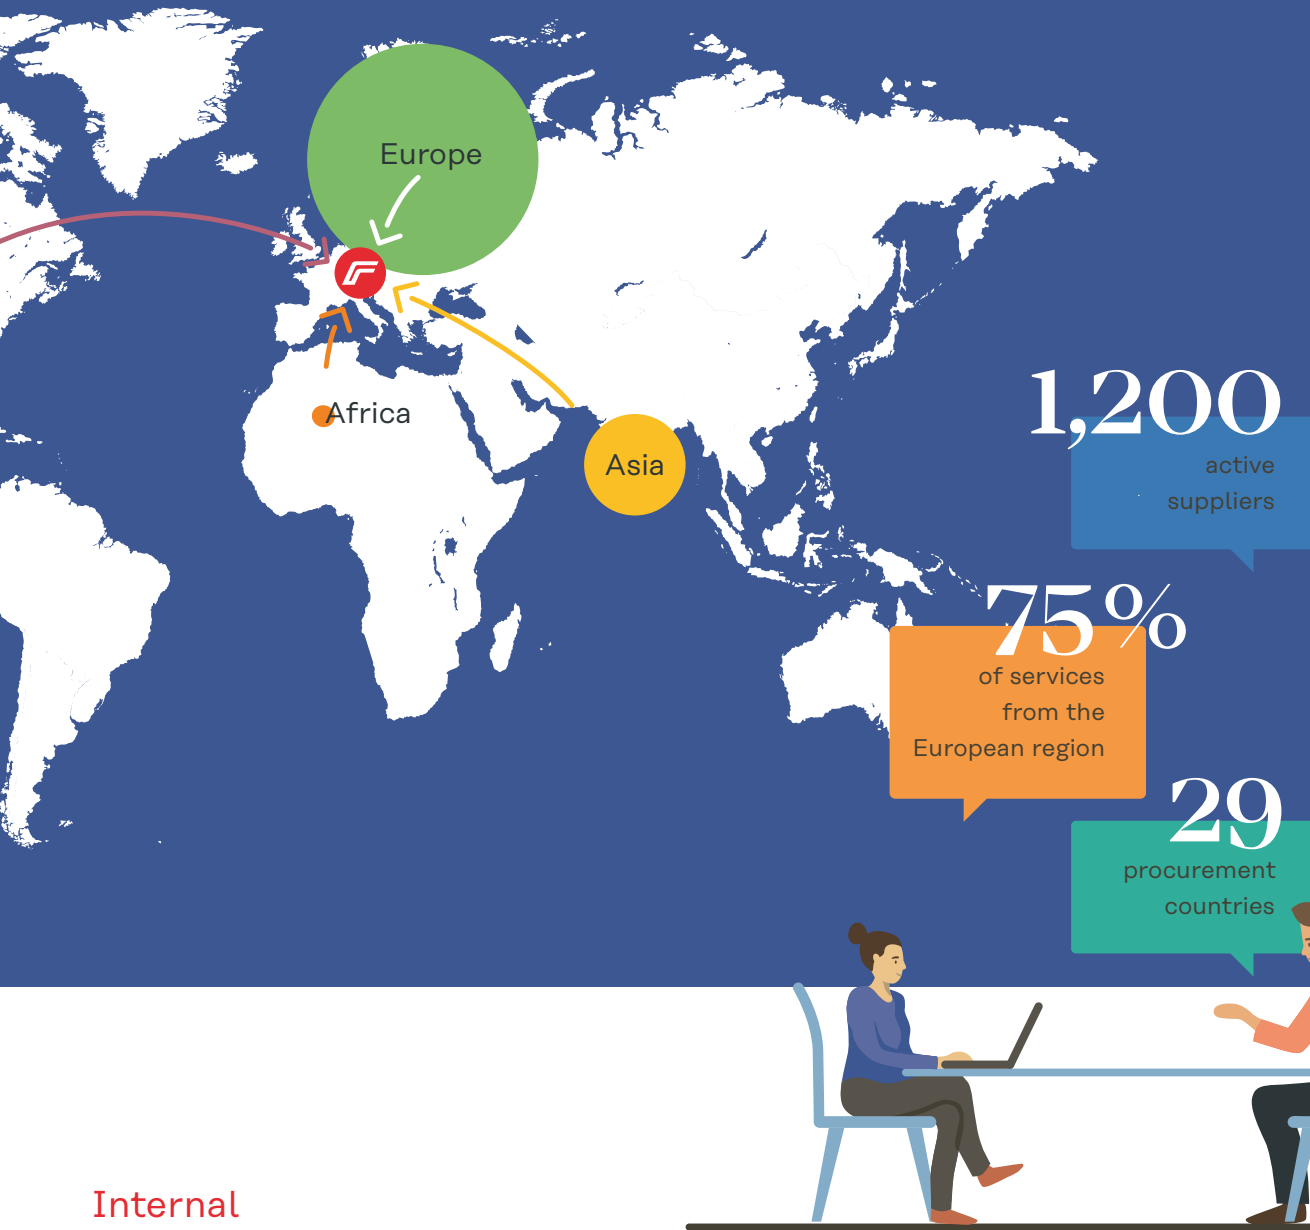 Europe
Africa
Asia
1,200
active
suppliers
75%
of services
from the
European region
29
procurement
countries
Internal